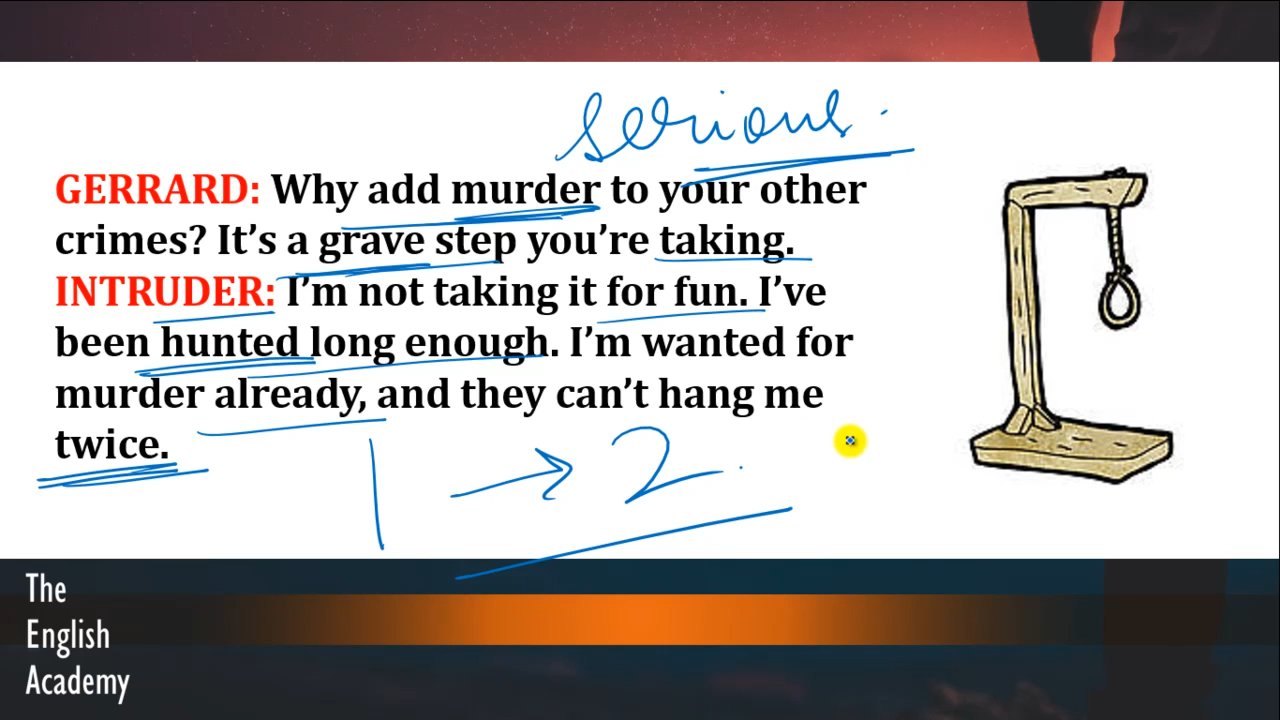 serious.
GERRARD: Why add murder to your other
crimes? It's a grave step you're taking.
INTRUDER: I'm not taking it for fun. I've
been hunted long enough. I'm wanted for
murder already, and they can't hang me
twice.
1 → 2
The
English
Academy